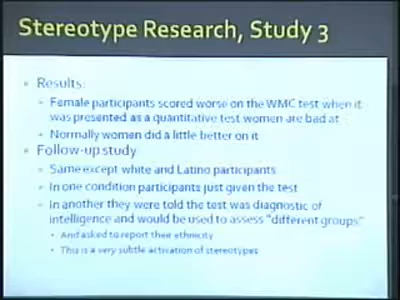 Stereotype Research, Study 3
Results:
Female participants scored worse on the WMC test when it
was presented as a quantitative test women are bad at
Normally women did a little better on it
Follow-up study
Same except white and Latino participants
In one condition participants just given the test
In another they were told the test was diagnostic of
intelligence and would be used to assess "different groups"
And asked to report their ethnicity
This is a very subtle activation of stereotypes